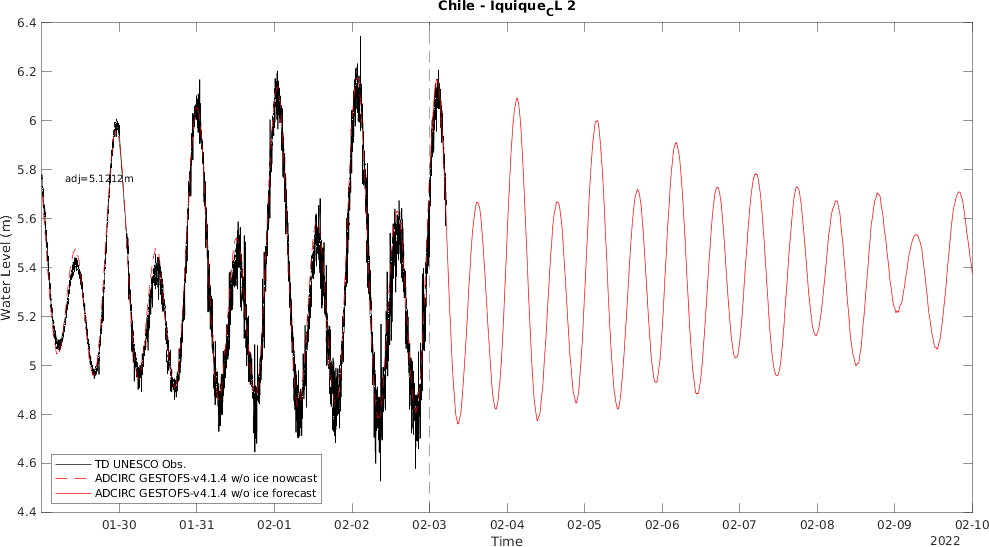 Chile - Iquique_CL 2
6.4
6.2
6
5.8
5.6
5.4
5.2
5
4.8
4.6
4.4
Water Level (m)
adj=5.1212m
TD UNESCO Obs.
ADCIRC GESTOFS-v4.1.4 w/o ice nowcast
ADCIRC GESTOFS-v4.1.4 w/o ice forecast
01-30 01-31 02-01 02-02 02-03 02-04 02-05 02-06 02-07 02-08 02-09 02-10
Time
2022